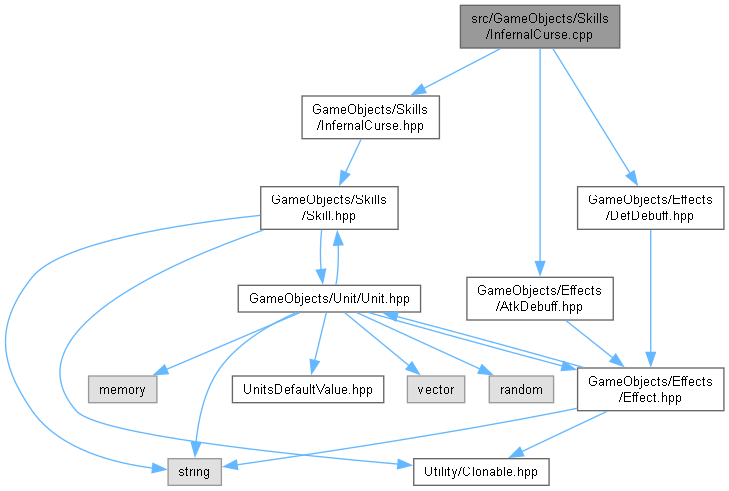 src/GameObjects/Skills
/InfernalCurse.cpp
GameObjects/Skills
/InfernalCurse.hpp
GameObjects/Skills
/Skill.hpp
GameObjects/Effects
/DefDebuff.hpp
GameObjects/Unit/Unit.hpp
GameObjects/Effects
/AtkDebuff.hpp
memory
UnitsDefaultValue.hpp
vector
random
GameObjects/Effects
/Effect.hpp
string
Utility/Clonable.hpp